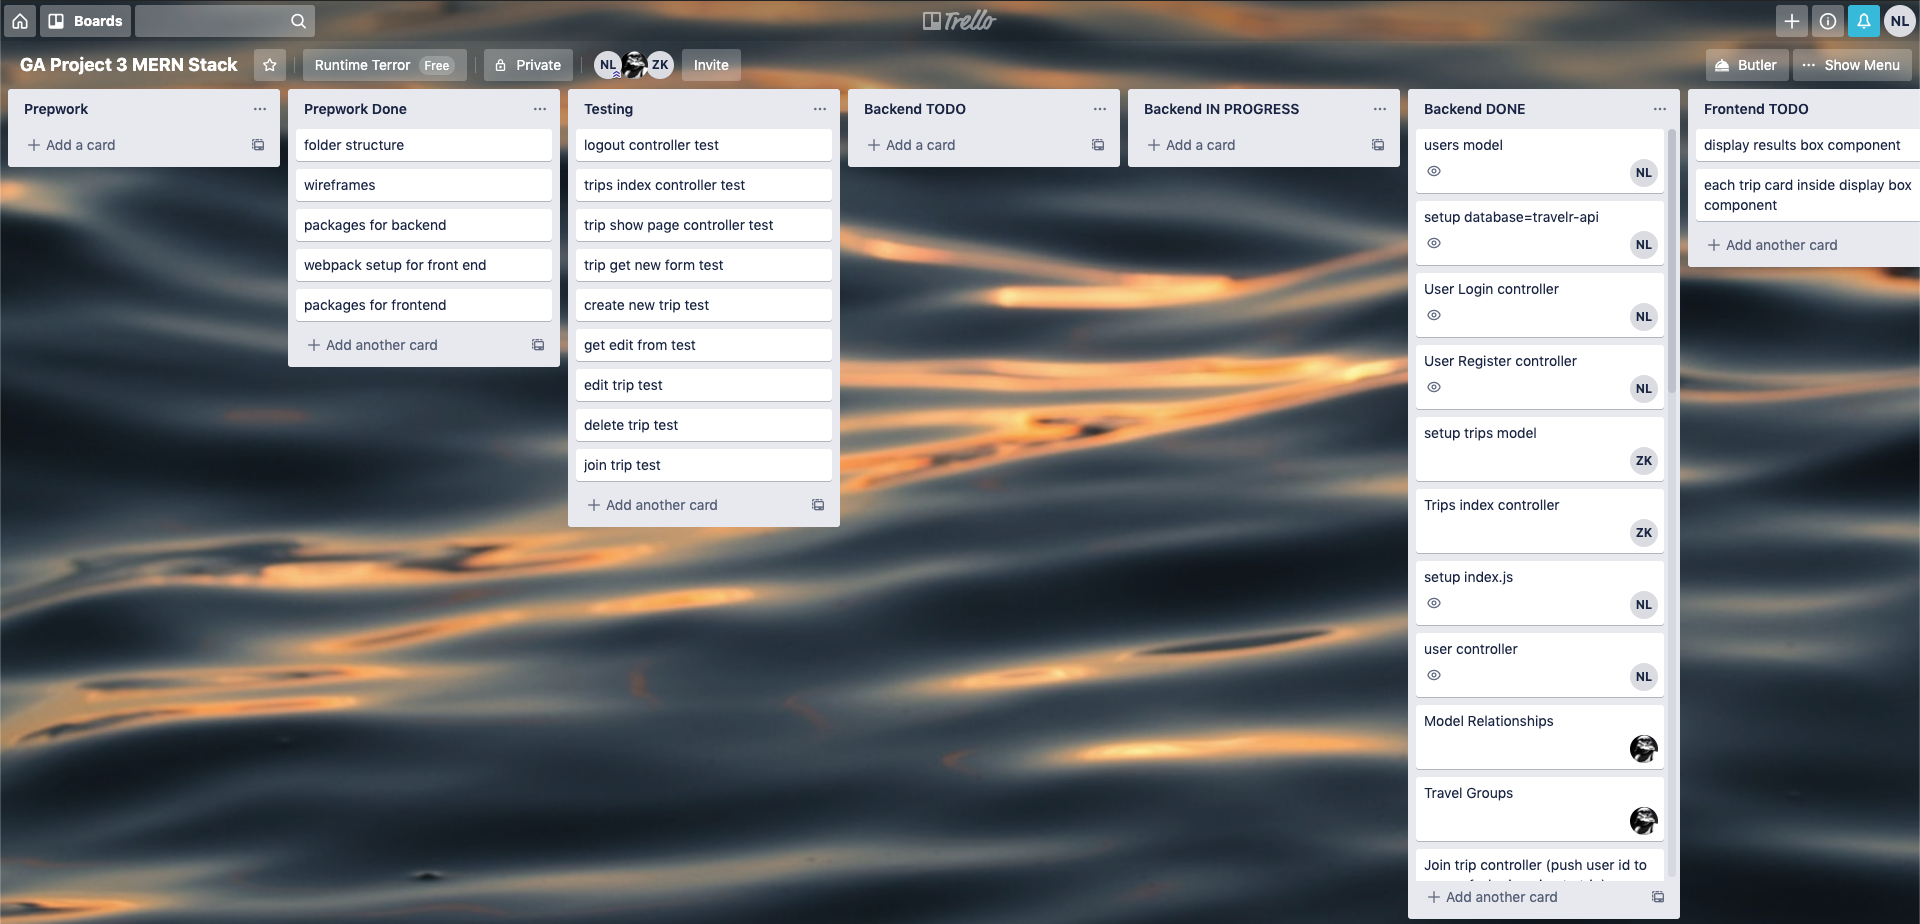 Boards
Trello
NL
GA Project 3 MERN Stack
Runtime Terror Free
Private
NL
ZK
Invite
Butler
Show Menu
Prepwork
Add a card
Prepwork Done
folder structure
wireframes
packages for backend
webpack setup for front end
packages for frontend
Add another card
Testing
logout controller test
trips index controller test
trip show page controller test
trip get new form test
create new trip test
get edit from test
edit trip test
delete trip test
join trip test
Add another card
Backend TODO
Add a card
Backend IN PROGRESS
Add a card
Backend DONE
users model
NL
setup database=travelr-api
NL
User Login controller
NL
User Register controller
NL
setup trips model
ZK
Trips index controller
ZK
setup index.js
NL
user controller
NL
Model Relationships
Travel Groups
Join trip controller (push user id to
Add another card
Frontend TODO
display results box component
each trip card inside display box
component
Add another card